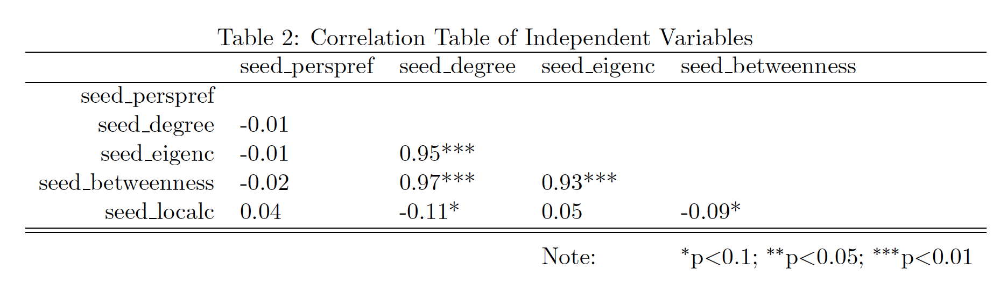 Table 2: Correlation Table of Independent Variables
seed_perspref seed_degree seed_eigenc seed_betweenness
seed_perspref
seed_degree -0.01
seed_eigenc -0.01 0.95***
seed_betweenness -0.02 0.97*** 0.93***
seed_localc 0.04 -0.11* 0.05 -0.09*
Note: *p<0.1; **p<0.05; ***p<0.01